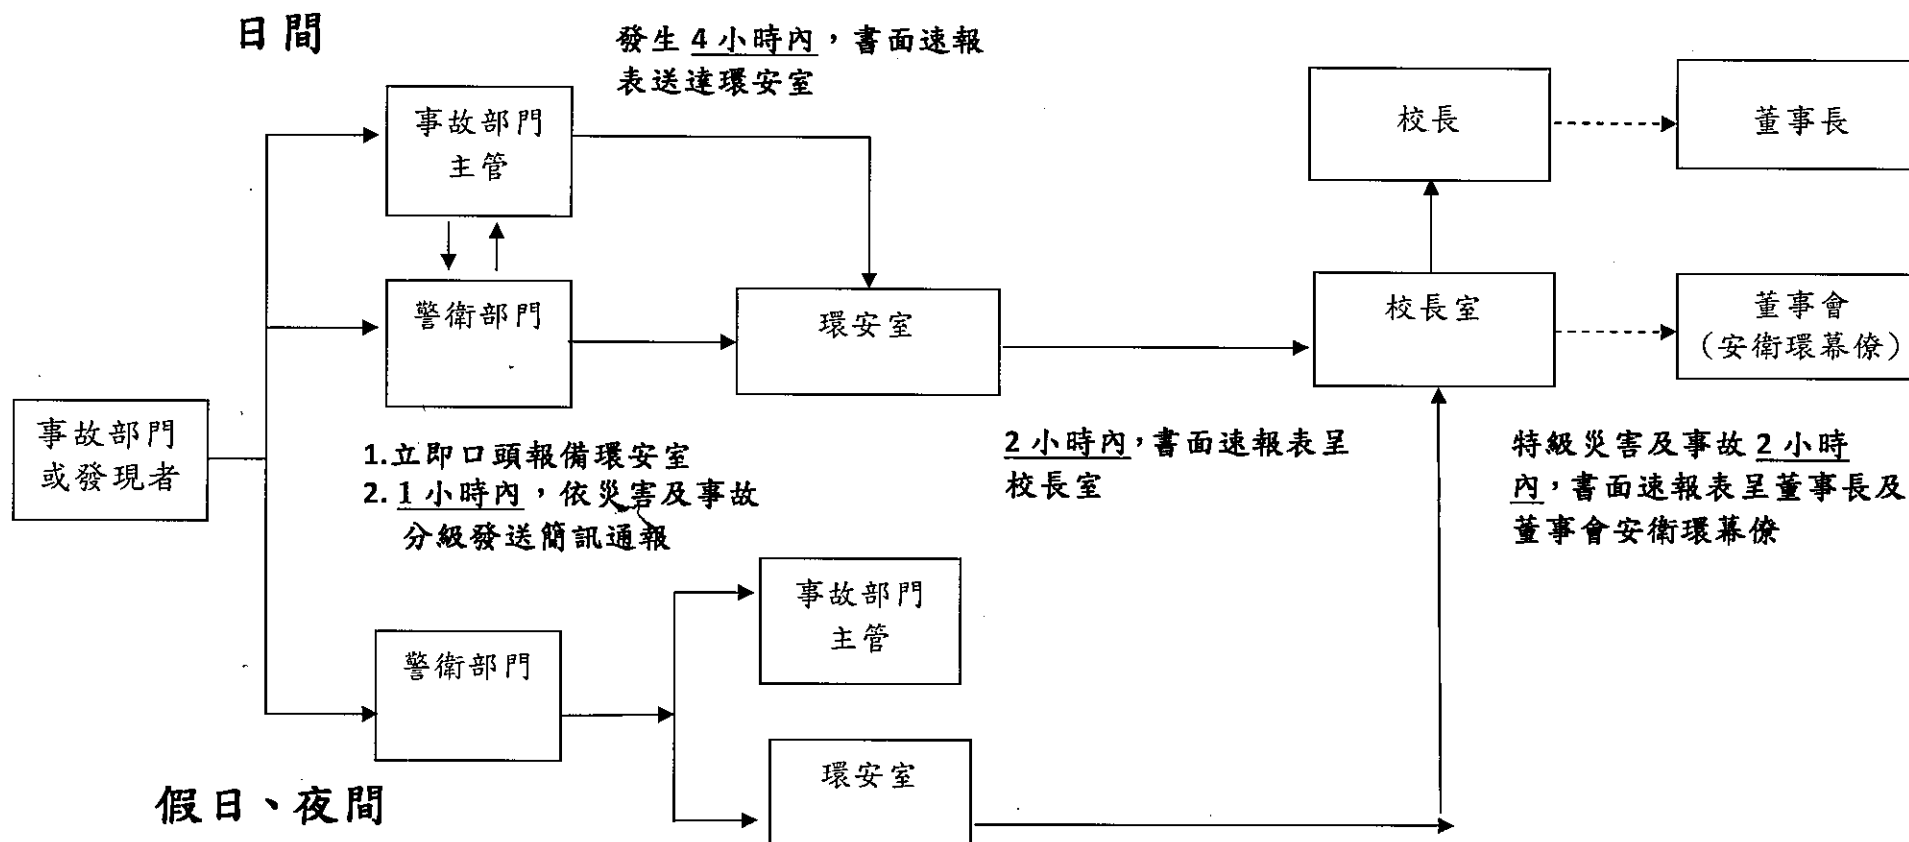 日間
發生 4 小時內，書面速報
表送達環安室
事故部門
主管
校長
董事長
警衛部門
環安室
校長室
董事會
（安衛環幕僚）
事故部門
或發現者
1.立即口頭報備環安室
2. 1 小時內，依災害及事故
分級發送簡訊通報
2 小時內，書面速報表呈
校長室
特級災害及事故 2 小時
內，書面速報表呈董事長及
董事會安衛環幕僚
事故部門
主管
警衛部門
環安室
假日、夜間